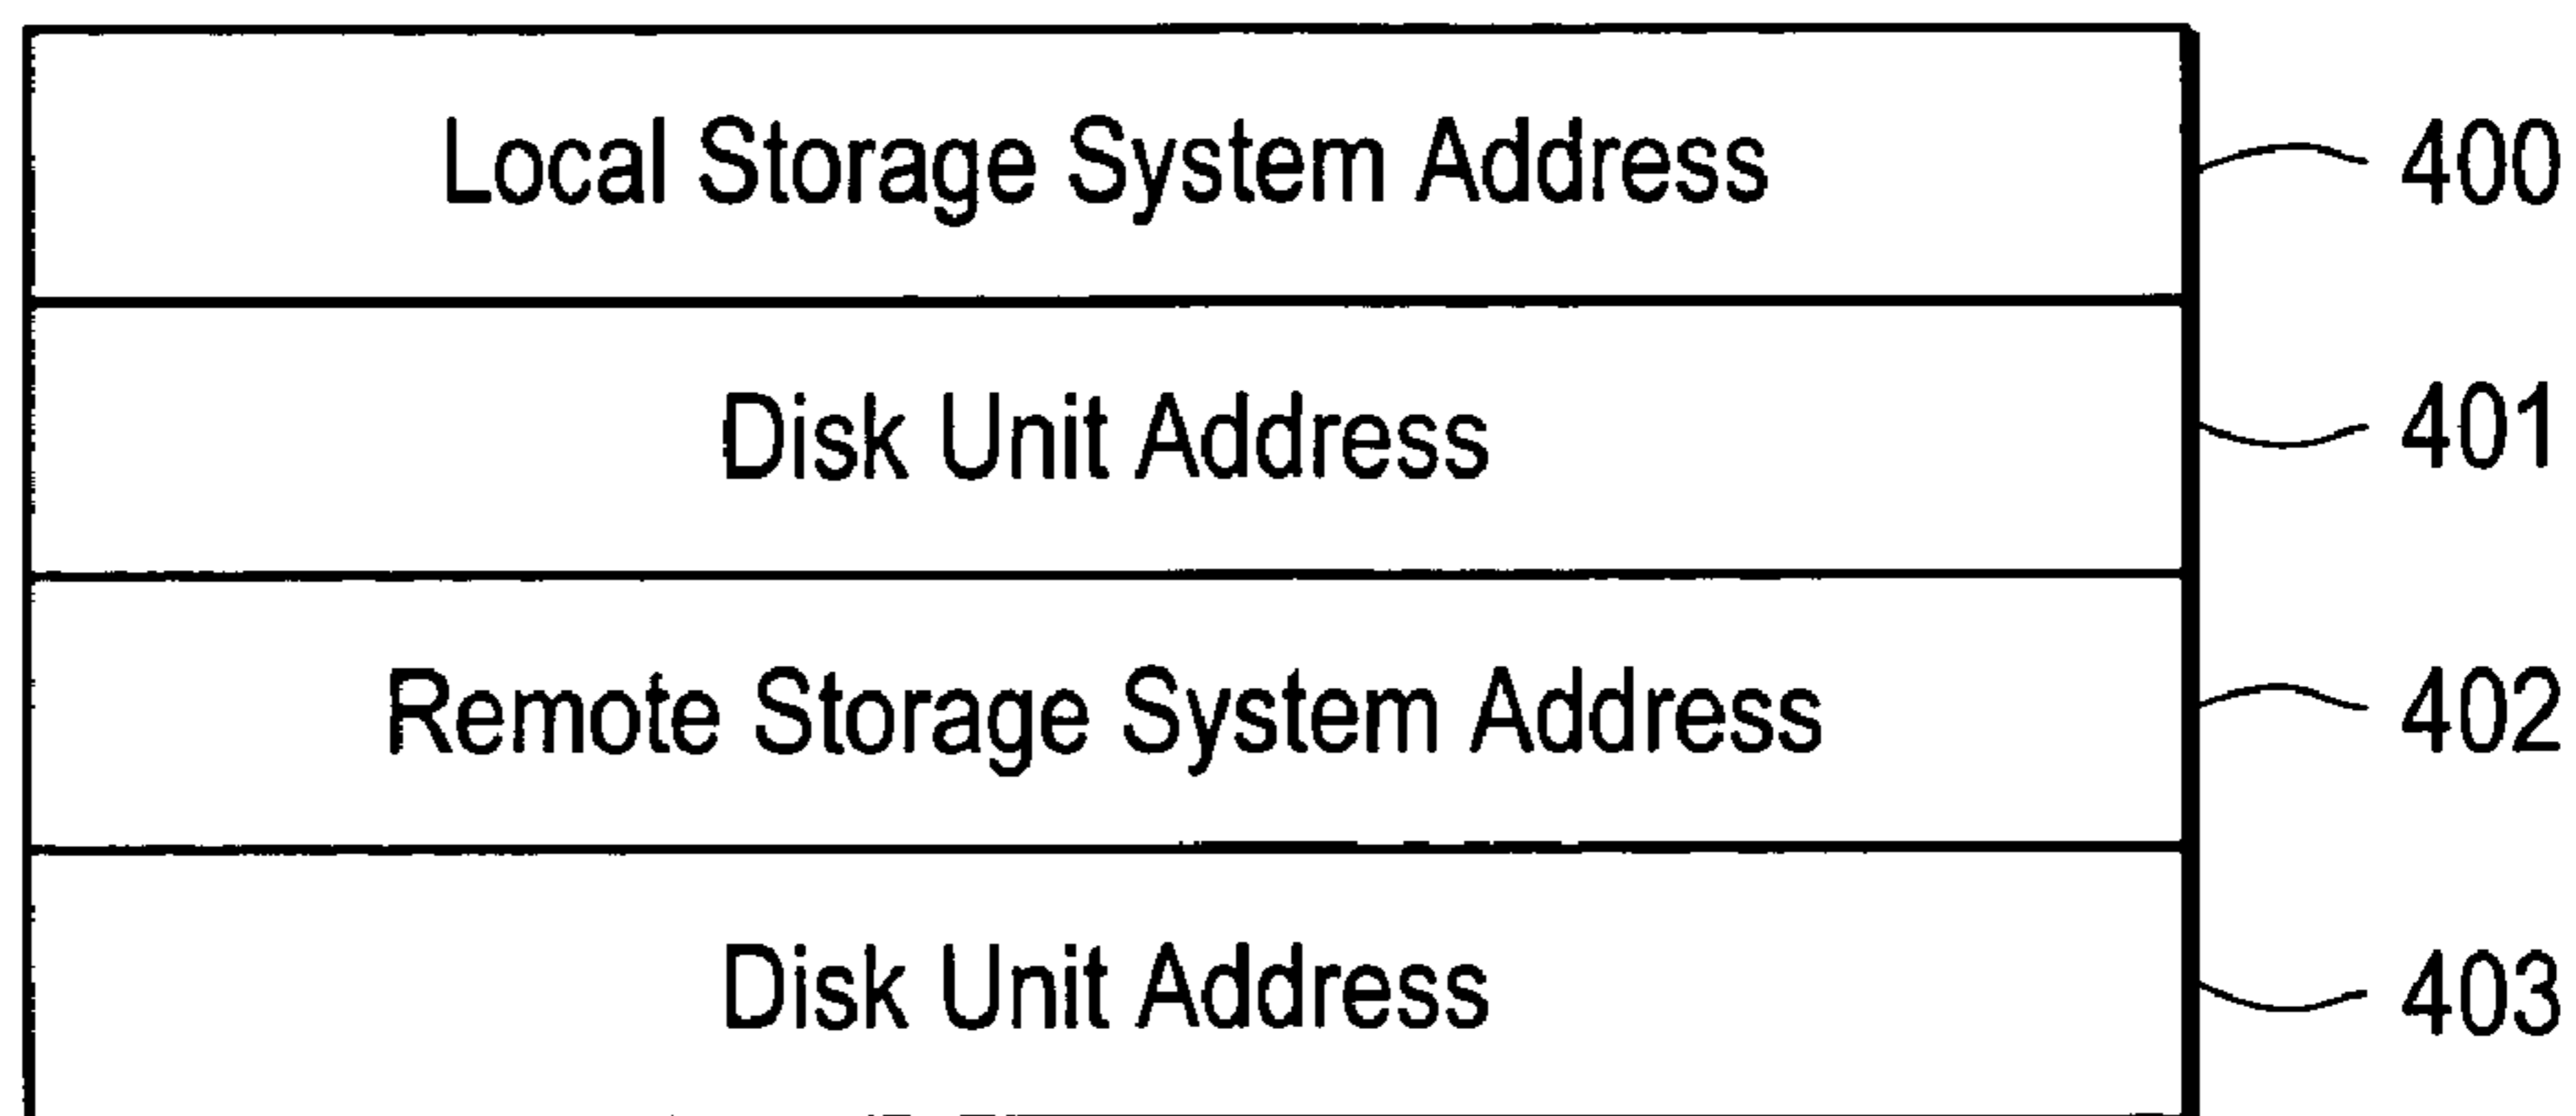 Local Storage System Address 400
Disk Unit Address 401
Remote Storage System Address 402
Disk Unit Address 403